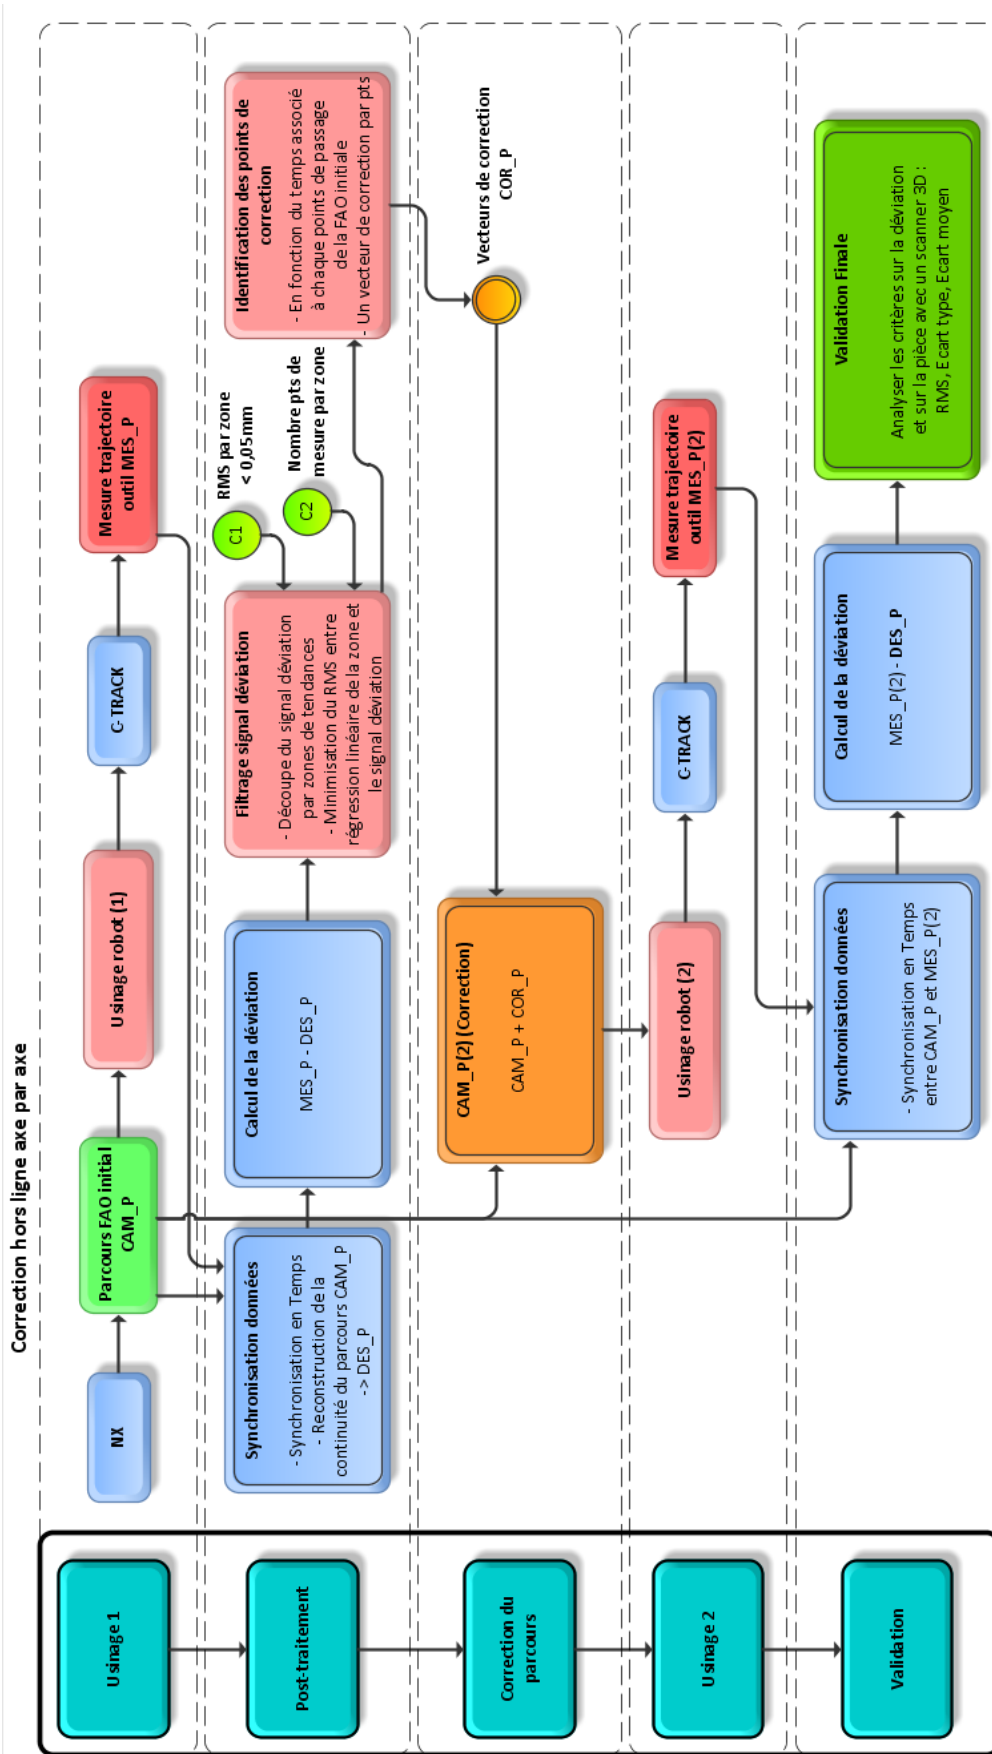 Correction hors ligne axe par axe
Usinage 1
NX
Parcours FAO initial
CAM_P
Usinage robot (1)
C-TRACK
Mesure trajectoire
outil MES_P
Post-traitement
Synchronisation données
- Synchronisation en Temps
- Reconstruction de la
continuité du parcours CAM_P
-> DES_P
Calcul de la déviation
MES_P - DES_P
Filtrage signal déviation
- Découpe du signal déviation
par zones de tendances
- Minimisation du RMS entre
régression linéaire de la zone et
le signal déviation
C1
RMS par zone
< 0,05mm
C2
Nombre pts de
mesure par zone
Identification des points de
correction
- En fonction du temps associé
à chaque points de passage
de la FAO initiale
- Un vecteur de correction par pts
Correction du
parcours
CAM_P(2) (Correction)
CAM_P + COR_P
Vecteurs de correction
COR_P
Usinage 2
Usinage robot (2)
C-TRACK
Mesure trajectoire
outil MES_P(2)
Validation
Synchronisation données
- Synchronisation en Temps
entre CAM_P et MES_P(2)
Calcul de la déviation
MES_P(2) - DES_P
Validation Finale
Analyser les critères sur la déviation
et sur la pièce avec un scanner 3D :
RMS, Ecart type, Ecart moyen